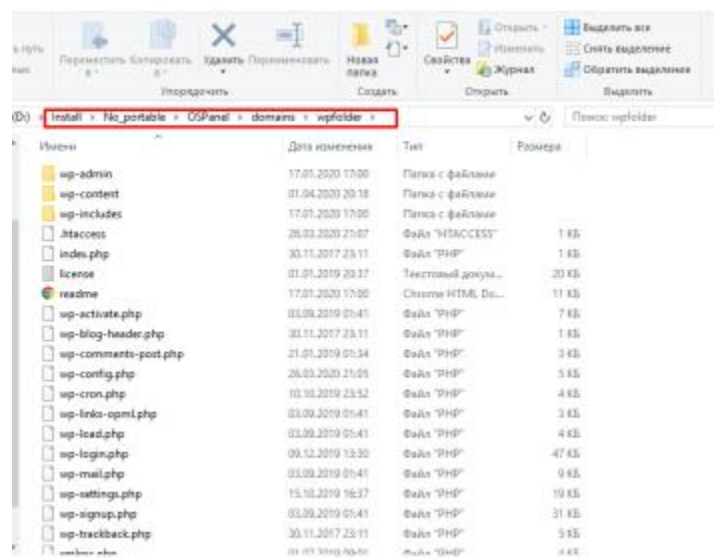 Открыть
Выделить все
Переместить Копировать Удалить Переименовать
Новая
папка
Свойства
Изменить
Журнал
Снять выделение
Обратить выделение
Упорядочить Создать Открыть Выделить
(D:) Install › No_portable › OSPanel › domains › wpfolder ›
Поиск: wpfolder
Имя Дата изменения Тип Размер
wp-admin 17.01.2020 17:00 Папка с файлами
wp-content 01.04.2020 20:18 Папка с файлами
wp-includes 17.01.2020 17:00 Папка с файлами
.htaccess 26.03.2020 21:07 Файл "HTACCESS" 1 КБ
index.php 30.11.2017 23:11 Файл "PHP" 1 КБ
license 01.01.2019 20:37 Текстовый докум... 20 КБ
readme 17.01.2020 17:00 Chrome HTML Do... 11 КБ
wp-activate.php 03.09.2019 01:41 Файл "PHP" 7 КБ
wp-blog-header.php 30.11.2017 23:11 Файл "PHP" 1 КБ
wp-comments-post.php 21.01.2019 01:34 Файл "PHP" 3 КБ
wp-config.php 26.03.2020 21:05 Файл "PHP" 5 КБ
wp-cron.php 10.10.2019 23:52 Файл "PHP" 4 КБ
wp-links-opml.php 03.09.2019 01:41 Файл "PHP" 3 КБ
wp-load.php 03.09.2019 01:41 Файл "PHP" 4 КБ
wp-login.php 09.12.2019 13:30 Файл "PHP" 47 КБ
wp-mail.php 03.09.2019 01:41 Файл "PHP" 9 КБ
wp-settings.php 15.10.2019 16:37 Файл "PHP" 19 КБ
wp-signup.php 03.09.2019 01:41 Файл "PHP" 31 КБ
wp-trackback.php 30.11.2017 23:11 Файл "PHP" 5 КБ